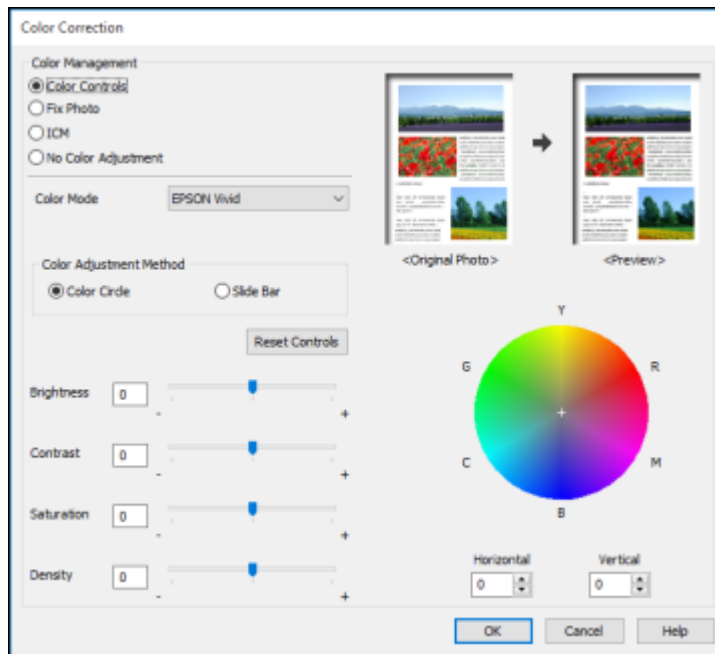 Color Correction
Color Management
Color Controls
Fix Photo
ICM
No Color Adjustment
Color Mode
EPSON Vivid
Color Adjustment Method
Color Circle
Slide Bar
Reset Controls
Brightness
0
-
+
Contrast
0
-
+
Saturation
0
-
+
Density
0
-
+
<Original Photo>
<Preview>
Y
G
R
C
M
B
Horizontal
Vertical
0
0
OK
Cancel
Help